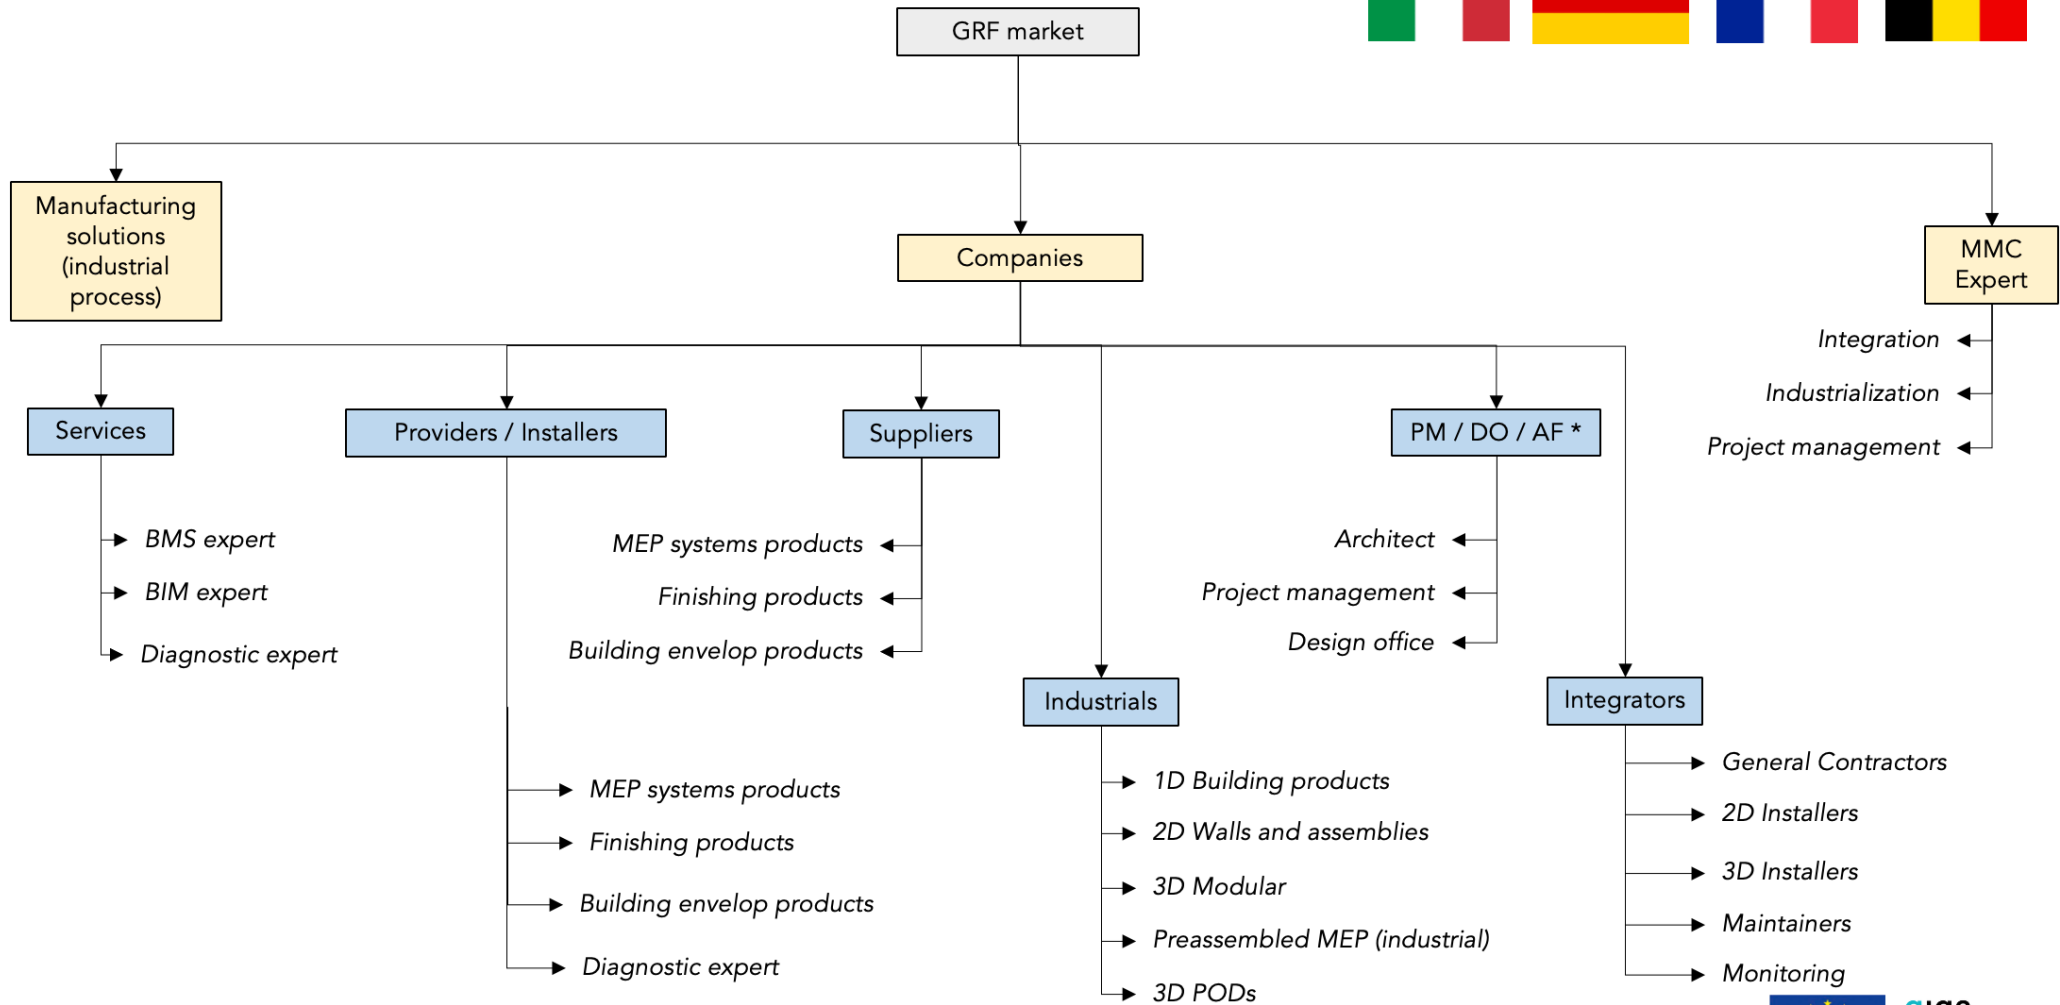 GRF market
Manufacturing
solutions
(industrial
process)
Companies
MMC
Expert
Integration
Industrialization
Project management
Services
Providers / Installers
Suppliers
PM / DO / AF *
BMS expert
BIM expert
Diagnostic expert
MEP systems products
Finishing products
Building envelop products
Architect
Project management
Design office
Industrials
Integrators
MEP systems products
Finishing products
Building envelop products
Diagnostic expert
1D Building products
2D Walls and assemblies
3D Modular
Preassembled MEP (industrial)
3D PODs
General Contractors
2D Installers
3D Installers
Maintainers
Monitoring